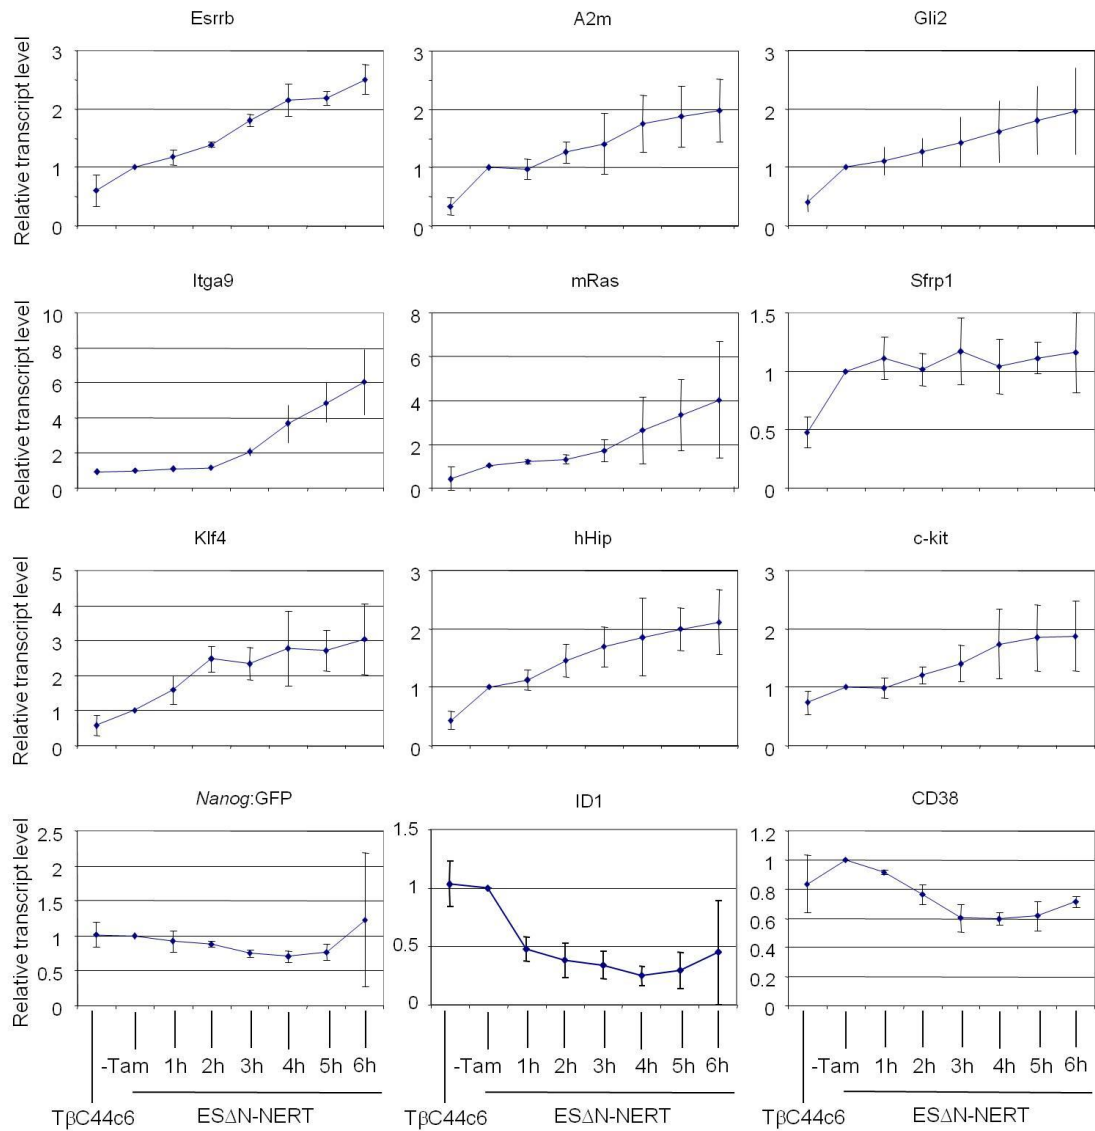 Esrrb A2m Gli2
Relative transcript level
3 3 3
2 2 2
1 1 1
0 0 0
Itga9 mRas Sfrp1
Relative transcript level
10 8 1.5
8 6 1
6 4 0.5
4 2 0
2 0
0
Klf4 hHip c-kit
Relative transcript level
5 3 3
4 2 2
3 1 1
2 0 0
1
0
Nanog:GFP ID1 CD38
Relative transcript level
2.5 1.5 1.2
2 1 1
1.5 0.5 0.8
1 0 0.6
0.5 0.4
0 0.2
0
-Tam 1h 2h 3h 4h 5h 6h -Tam 1h 2h 3h 4h 5h 6h -Tam 1h 2h 3h 4h 5h 6h
TβC44c6 ESΔN-NERT TβC44c6 ESΔN-NERT TβC44c6 ESΔN-NERT